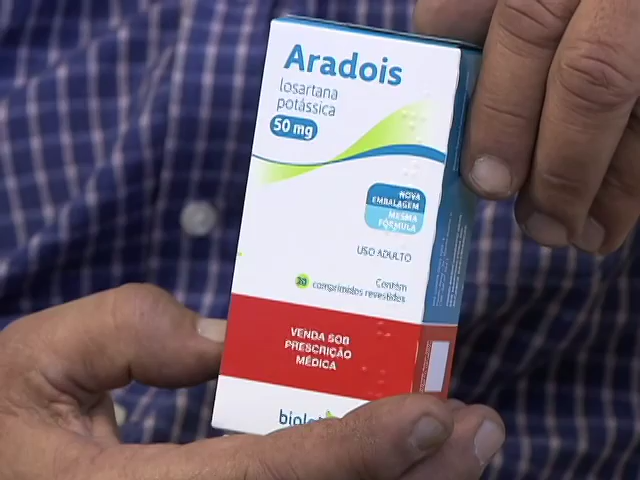 Aradois
losartana
potássica
50 mg
NOVA
EMBALAGEM
MESMA
FÓRMULA
USO ADULTO
Contém
30 comprimidos revestidos
VENDA SOB
PRESCRIÇÃO
MÉDICA